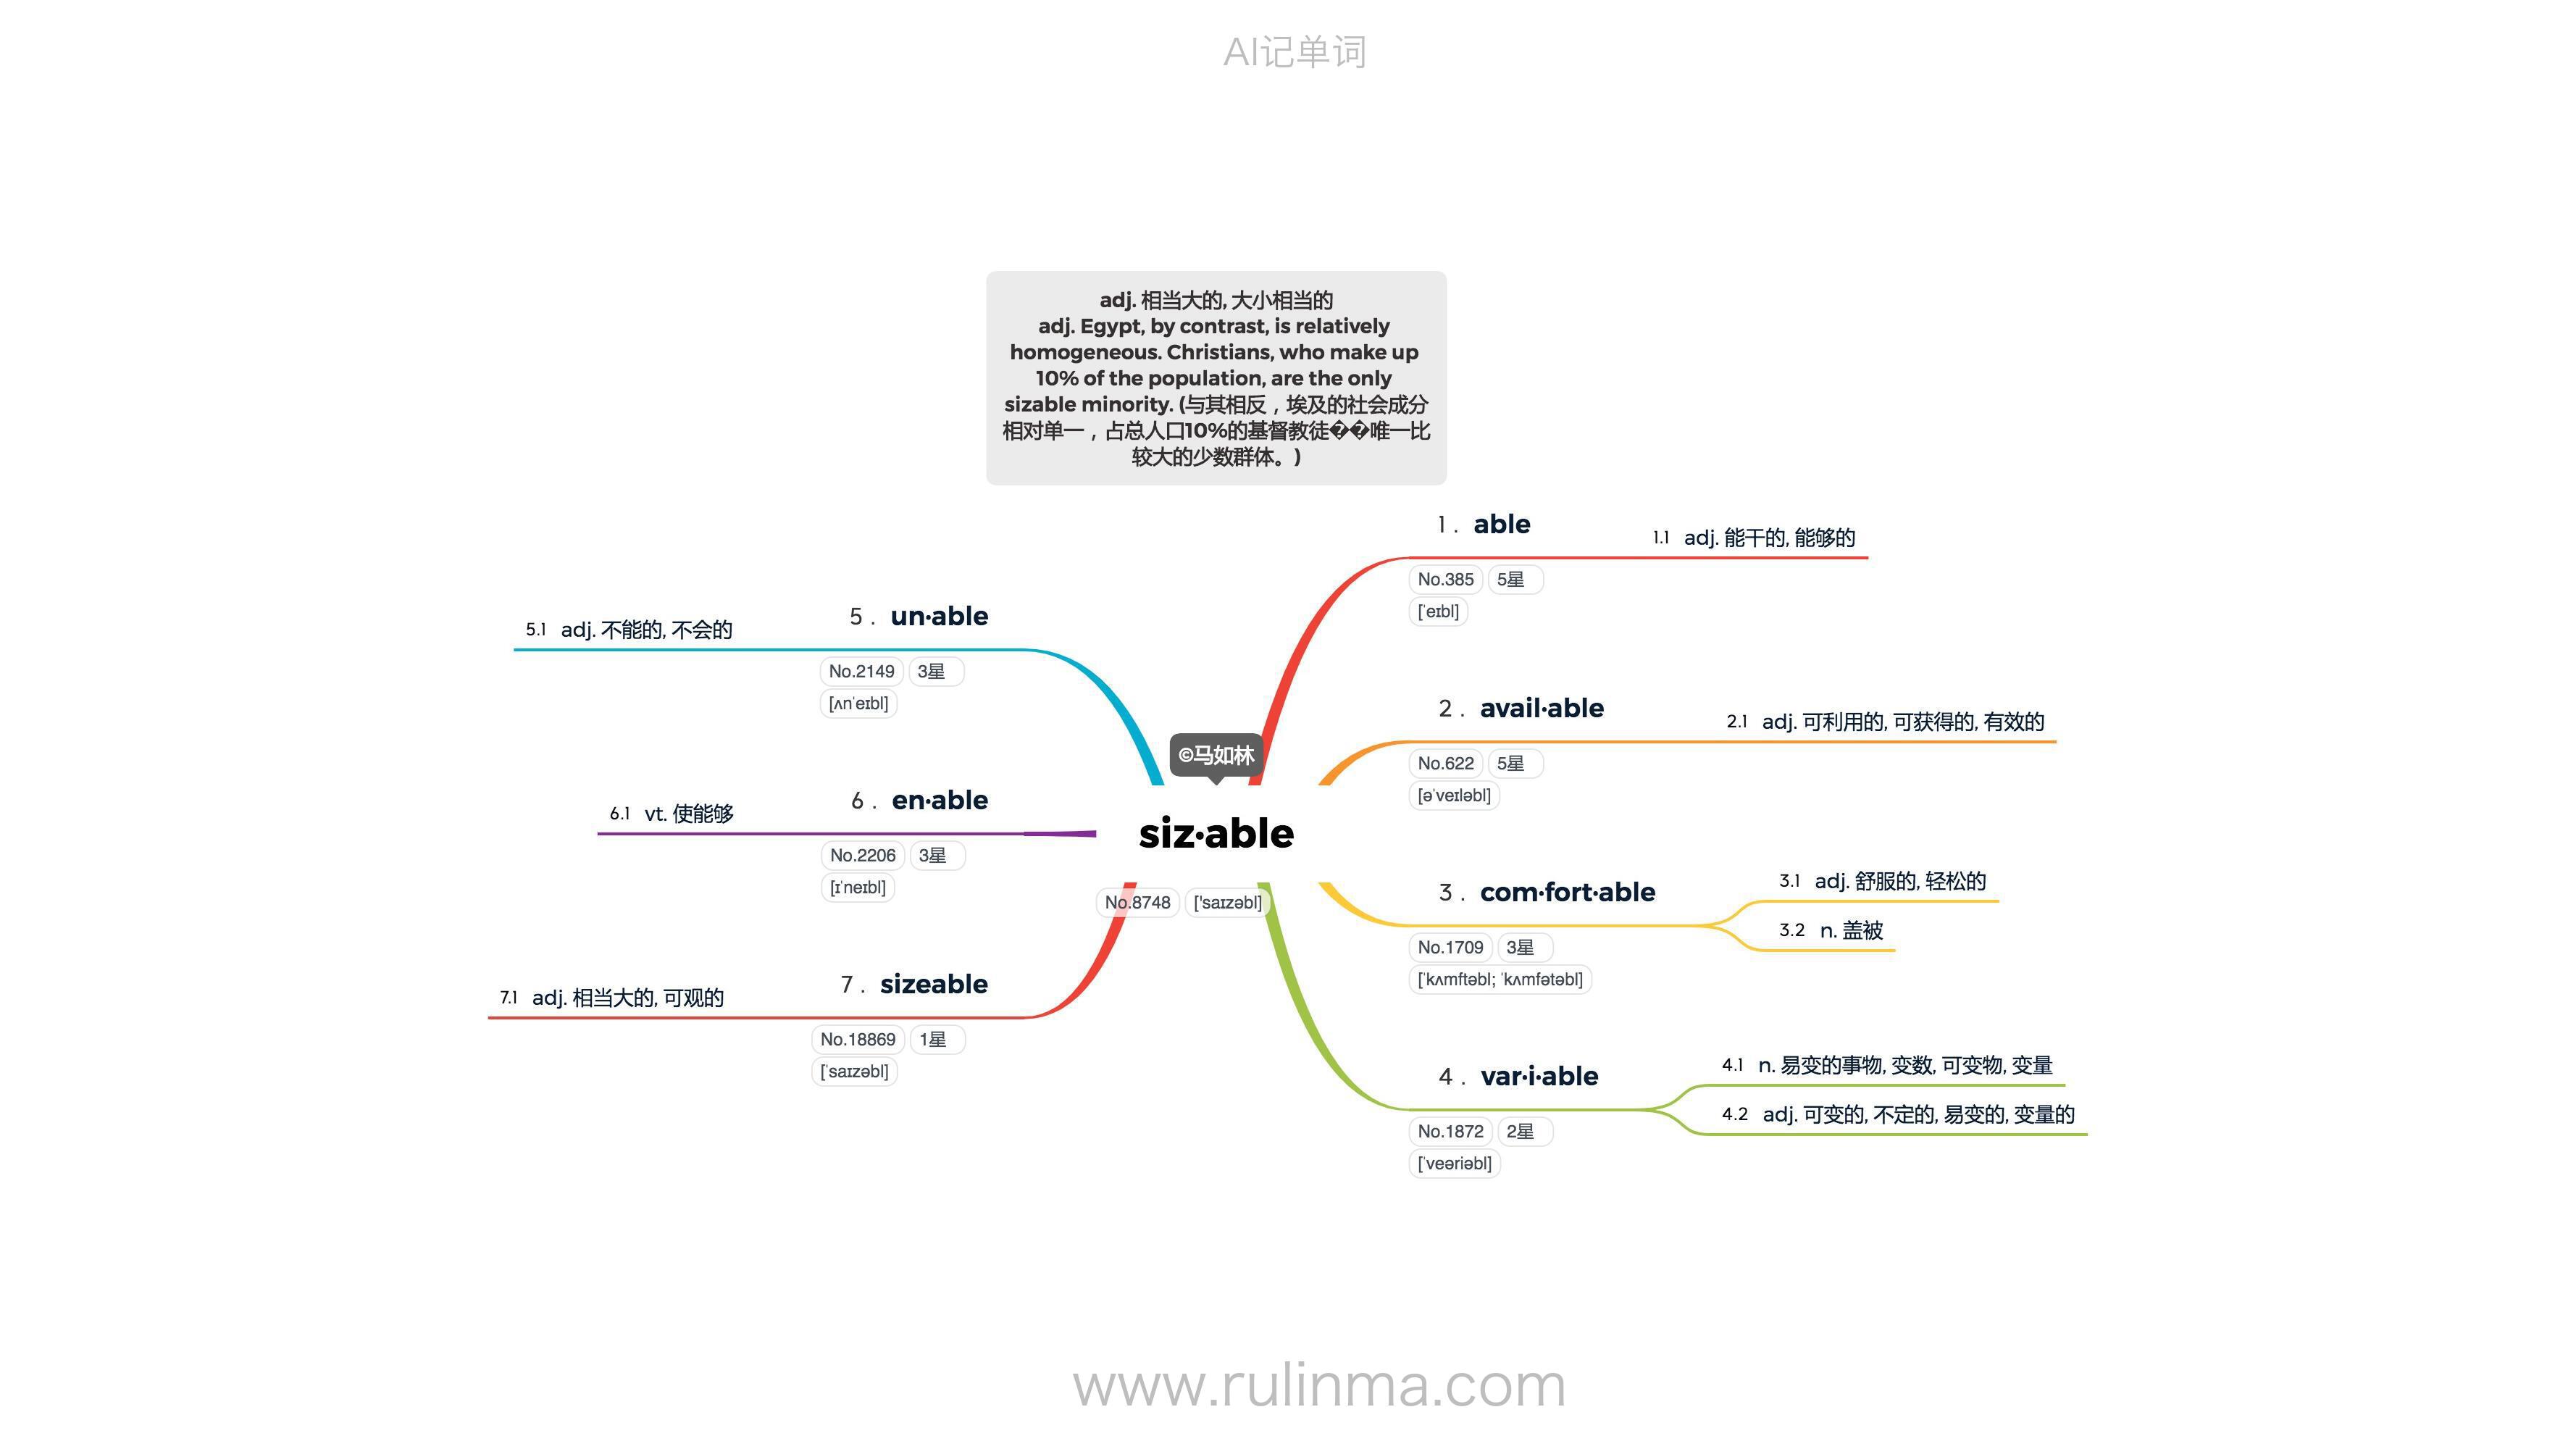 AI记单词
adj. 相当大的, 大小相当的
adj. Egypt, by contrast, is relatively
homogeneous. Christians, who make up
10% of the population, are the only
sizable minority. (与其相反，埃及的社会成分
相对单一，占总人口10%的基督教徒��唯一比
较大的少数群体。)
©马如林
siz·able
No.8748 ['saɪzəbl]
1. able
No.385 5星
[ˈeɪbl]
1.1 adj. 能干的, 能够的
2. avail·able
No.622 5星
[əˈveɪləbl]
2.1 adj. 可利用的, 可获得的, 有效的
3. com·fort·able
No.1709 3星
[ˈkʌmftəbl; ˈkʌmfətəbl]
3.1 adj. 舒服的, 轻松的
3.2 n. 盖被
4. var·i·able
No.1872 2星
[ˈveəriəbl]
4.1 n. 易变的事物, 变数, 可变物, 变量
4.2 adj. 可变的, 不定的, 易变的, 变量的
5. un·able
No.2149 3星
[ʌnˈeɪbl]
5.1 adj. 不能的, 不会的
6. en·able
No.2206 3星
[ɪˈneɪbl]
6.1 vt. 使能够
7. sizeable
No.18869 1星
[ˈsaɪzəbl]
7.1 adj. 相当大的, 可观的
www.rulinma.com